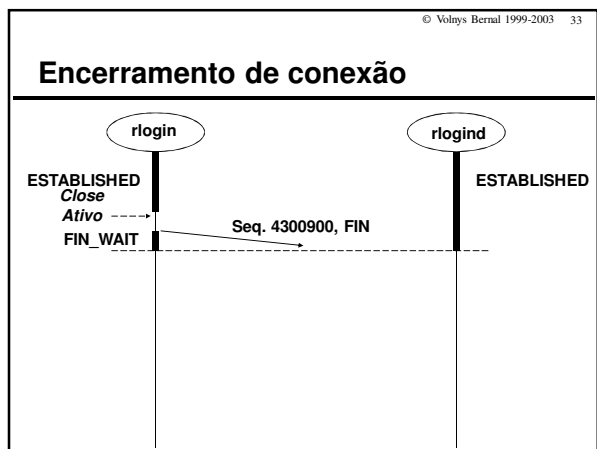 © Volnys Bernal 1999-2003 33
Encerramento de conexão
rlogin
rlogind
ESTABLISHED
ESTABLISHED
Close
Ativo
Seq. 4300900, FIN
FIN_WAIT